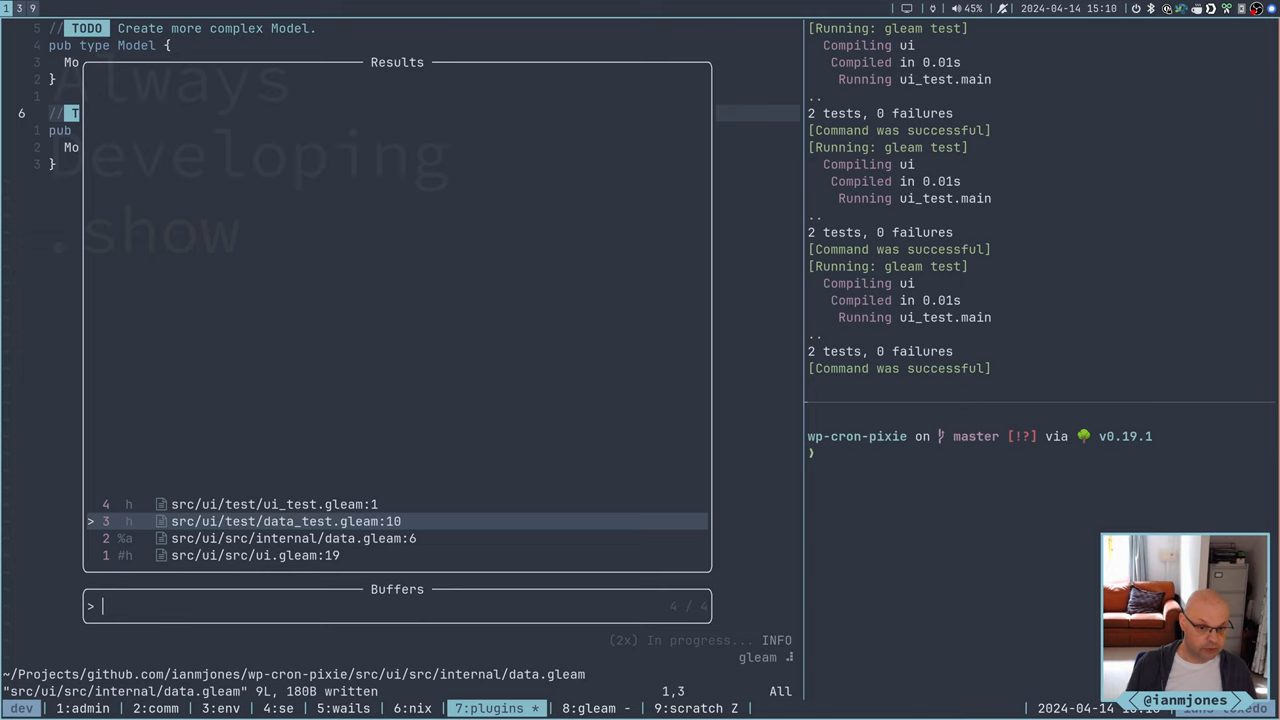 1 3 9
45%
2024-04-14 15:10
5 // TODO Create more complex Model.
4 pub type Model {
3 Mo
2 }
1
6 // T
1 pub
2 Mo
3 }
Always
Developing
.show
Results
4 h src/ui/test/ui_test.gleam:1
> 3 h src/ui/test/data_test.gleam:10
2 %a src/ui/src/internal/data.gleam:6
1 #h src/ui/src/ui.gleam:19
Buffers
> 4 / 4
(2x) In progress... INFO
gleam
~/Projects/github.com/ianmjones/wp-cron-pixie/src/ui/src/internal/data.gleam
"src/ui/src/internal/data.gleam" 9L, 180B written 1,3 All
[Running: gleam test]
Compiling ui
Compiled in 0.01s
Running ui_test.main
..
2 tests, 0 failures
[Command was successful]
[Running: gleam test]
Compiling ui
Compiled in 0.01s
Running ui_test.main
..
2 tests, 0 failures
[Command was successful]
[Running: gleam test]
Compiling ui
Compiled in 0.01s
Running ui_test.main
..
2 tests, 0 failures
[Command was successful]
wp-cron-pixie on master [!?] via v0.19.1
❯
@ianmjones
dev 1:admin 2:comm 3:env 4:se 5:wails 6:nix 7:plugins * 8:gleam - 9:scratch Z 2024-04-14